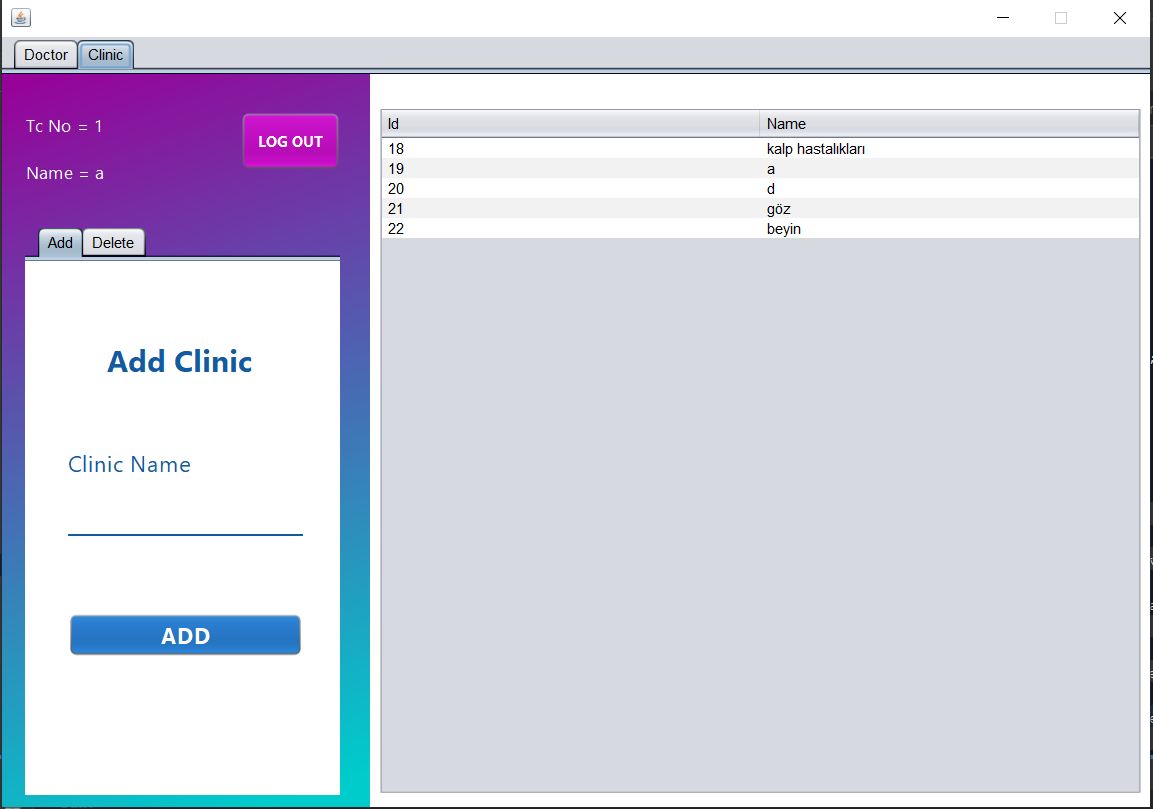 Doctor Clinic
Tc No = 1
LOG OUT
Name = a
Add Delete
Add Clinic
Clinic Name
ADD
Id Name
18 kalp hastalıkları
19 a
20 d
21 göz
22 beyin